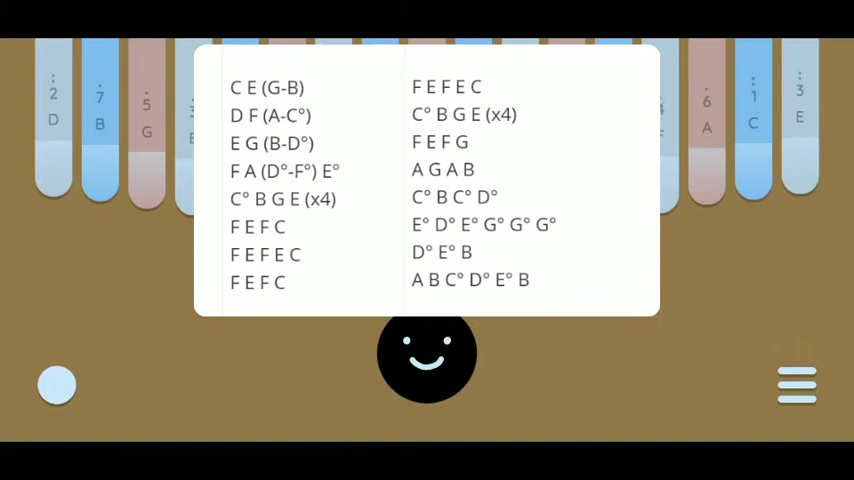 2
D
7
B
5
G
C E (G-B)
D F (A-C°)
E G (B-D°)
F A (D°-F°) E°
C° B G E (x4)
F E F C
F E F E C
F E F C
F E F E C
C° B G E (x4)
F E F G
A G A B
C° B C° D°
E° D° E° G° G° G°
D° E° B
A B C° D° E° B
6
A
1
C
3
E